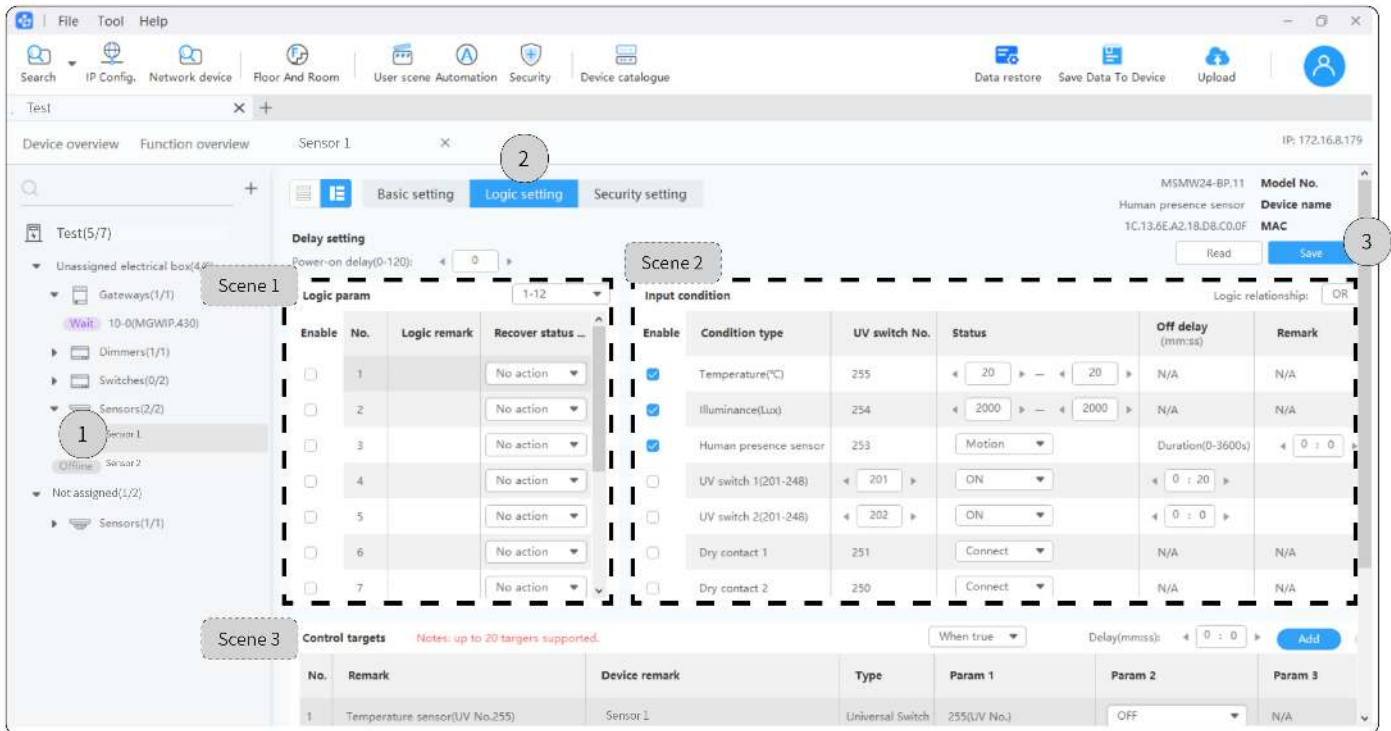 File Tool Help
Search IP Config. Network device Floor And Room User scene Automation Security Device catalogue Data restore Save Data To Device Upload
Test
Device overview Function overview Sensor 1 IP: 172.16.8.179
2
Basic setting Logic setting Security setting
MSMW24-BP.11 Model No.
Human presence sensor Device name
1C.13.6E.A2.18.D8.C0.0F MAC
Read Save 3
Test(5/7)
Unassigned electrical box(4/
Gateways(1/1)
Wait 10-0(MGWIP.430)
Dimmers(1/1)
Switches(0/2)
Sensors(2/2)
1 Sensor 1
Offline Sensor 2
Not assigned(1/2)
Sensors(1/1)
Delay setting
Power-on delay(0-120): 0
Scene 1
Logic param 1-12
Enable No. Logic remark Recover status ...
1 No action
2 No action
3 No action
4 No action
5 No action
6 No action
7 No action
Scene 2
Input condition Logic relationship: OR
Enable Condition type UV switch No. Status Off delay (mm:ss) Remark
Temperature(°C) 255 20 — 20 N/A N/A
Illuminance(Lux) 254 2000 — 2000 N/A N/A
Human presence sensor 253 Motion Duration(0-3600s) 0 : 0
UV switch 1(201-248) 201 ON 0 : 20
UV switch 2(201-248) 202 ON 0 : 0
Dry contact 1 251 Connect N/A N/A
Dry contact 2 250 Connect N/A N/A
Scene 3
Control targets Notes: up to 20 targers supported. When true Delay(mm:ss): 0 : 0 Add
No. Remark Device remark Type Param 1 Param 2 Param 3
1 Temperature sensor(UV No.255) Sensor 1 Universal Switch 255(UV No.) OFF N/A